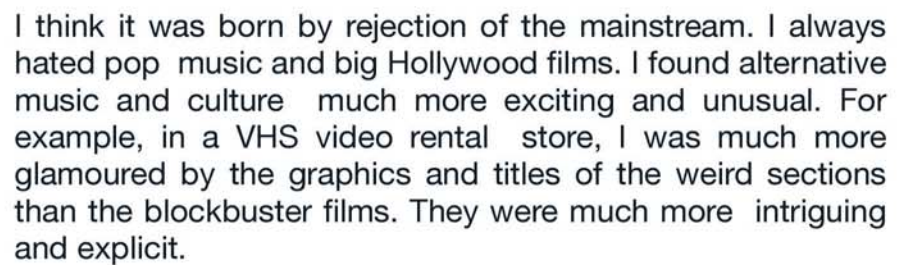 I think it was born by rejection of the mainstream. I always
hated pop music and big Hollywood films. I found alternative
music and culture much more exciting and unusual. For
example, in a VHS video rental store, I was much more
glamoured by the graphics and titles of the weird sections
than the blockbuster films. They were much more intriguing
and explicit.